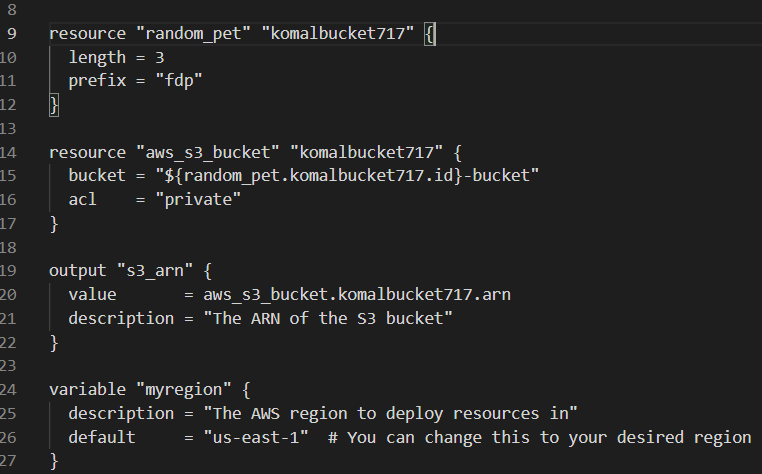 8
9 resource "random_pet" "komalbucket717" {
10 length = 3
11 prefix = "fdp"
12 }
13
14 resource "aws_s3_bucket" "komalbucket717" {
15 bucket = "${random_pet.komalbucket717.id}-bucket"
16 acl    = "private"
17 }
18
19 output "s3_arn" {
20 value       = aws_s3_bucket.komalbucket717.arn
21 description = "The ARN of the S3 bucket"
22 }
23
24 variable "myregion" {
25 description = "The AWS region to deploy resources in"
26 default     = "us-east-1"  # You can change this to your desired region
27 }